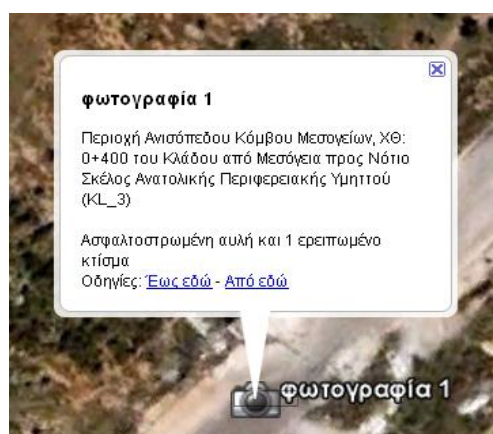 φωτογραφία 1
Περιοχή Ανισόπεδου Κόμβου Μεσογείων, ΧΘ:
0+400 του Κλάδου από Μεσόγεια προς Νότιο
Σκέλος Ανατολικής Περιφερειακής Υμηττού
(KL_3)
Ασφαλτοστρωμένη αυλή και 1 ερειπωμένο
κτίσμα
Οδηγίες: Έως εδώ - Από εδώ
φωτογραφία 1